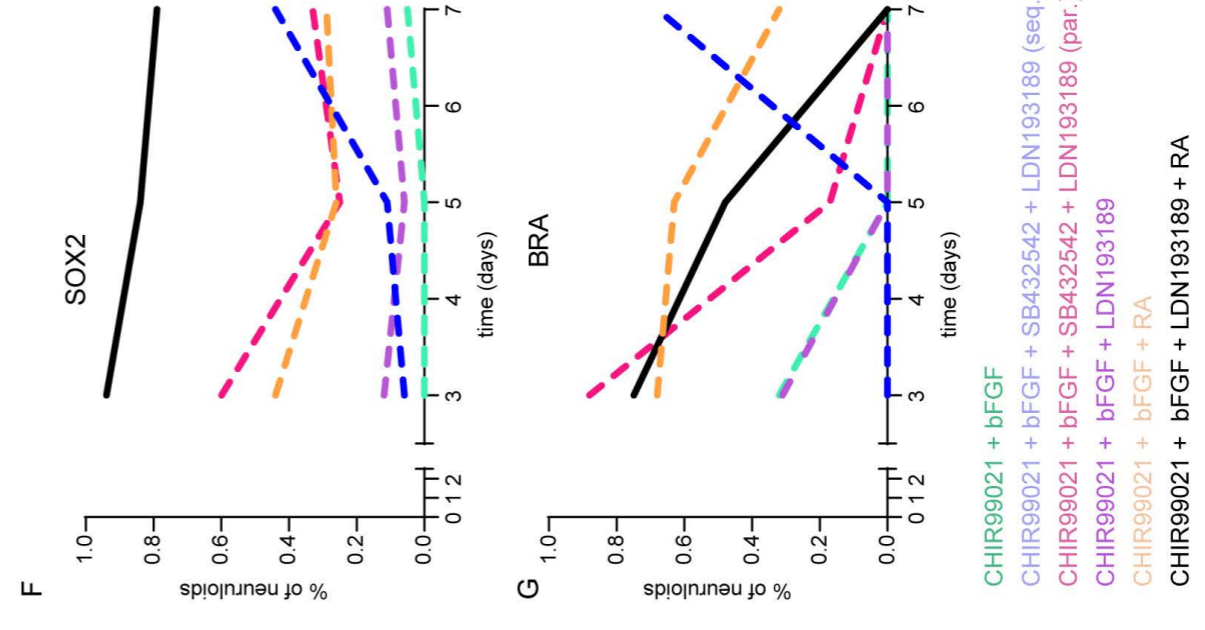 F
SOX2
% of neuruloids
1.0
0.8
0.6
0.4
0.2
0.0
0 1 2 3 4 5 6 7
time (days)
G
BRA
% of neuruloids
1.0
0.8
0.6
0.4
0.2
0.0
0 1 2 3 4 5 6 7
time (days)
CHIR99021 + bFGF
CHIR99021 + bFGF + SB432542 + LDN193189 (seq.
CHIR99021 + bFGF + SB432542 + LDN193189 (par.
CHIR99021 + bFGF + LDN193189
CHIR99021 + bFGF + RA
CHIR99021 + bFGF + LDN193189 + RA